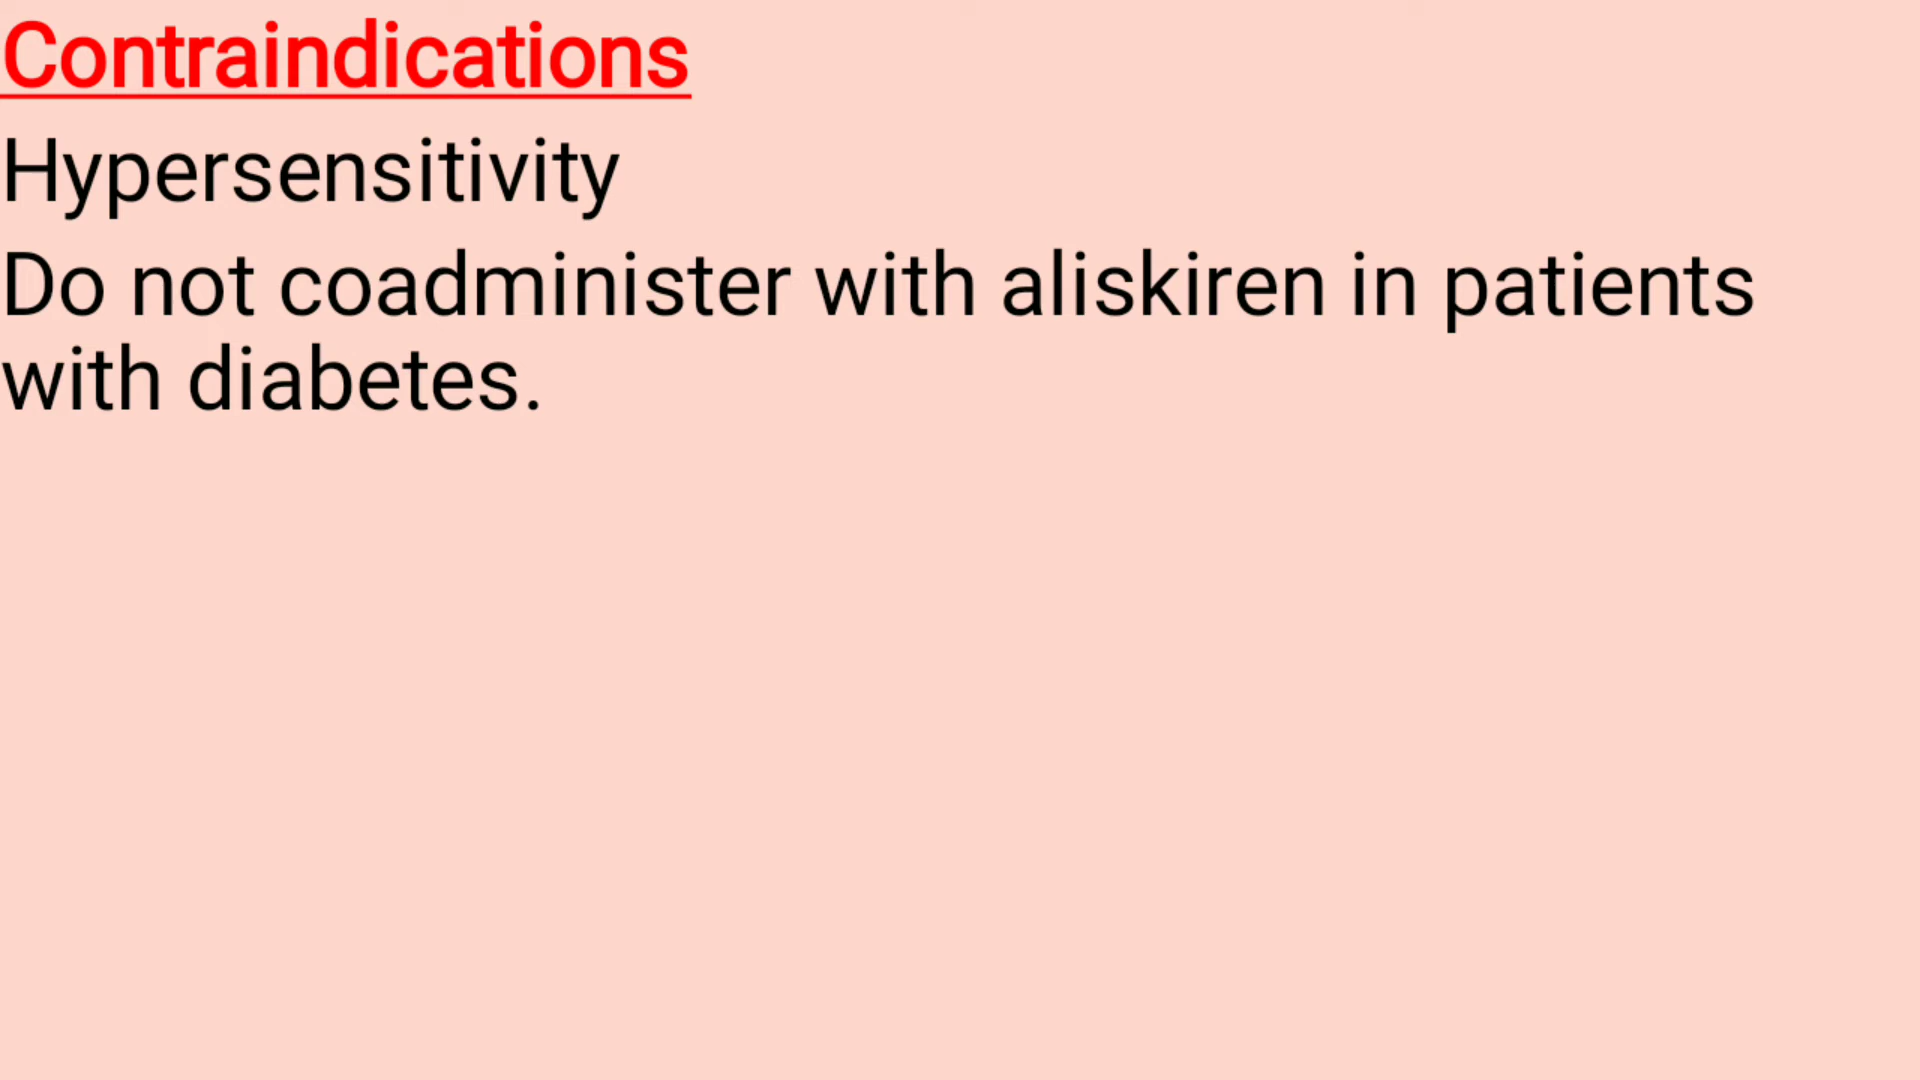 Contraindications
Hypersensitivity
Do not coadminister with aliskiren in patients
with diabetes.